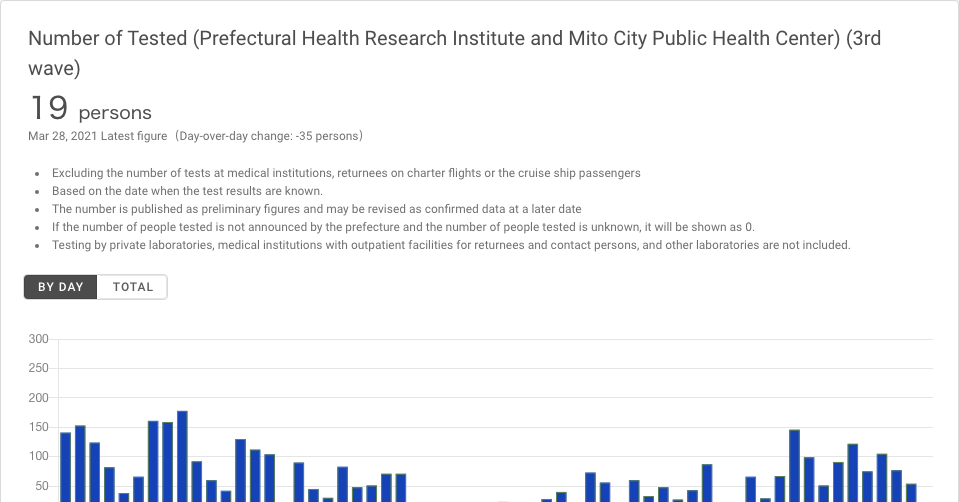 Number of Tested (Prefectural Health Research Institute and Mito City Public Health Center) (3rd
wave)
19 persons
Mar 28, 2021 Latest figure（Day-over-day change: -35 persons）
• Excluding the number of tests at medical institutions, returnees on charter flights or the cruise ship passengers
• Based on the date when the test results are known.
• The number is published as preliminary figures and may be revised as confirmed data at a later date
• If the number of people tested is not announced by the prefecture and the number of people tested is unknown, it will be shown as 0.
• Testing by private laboratories, medical institutions with outpatient facilities for returnees and contact persons, and other laboratories are not included.
BY DAY TOTAL
300
250
200
150
100
50